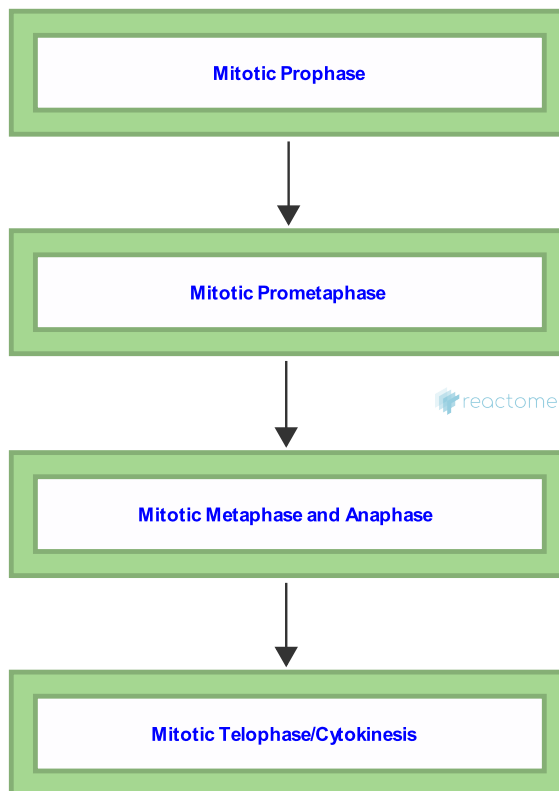 Mitotic Prophase
Mitotic Prometaphase
reactome
Mitotic Metaphase and Anaphase
Mitotic Telophase/Cytokinesis